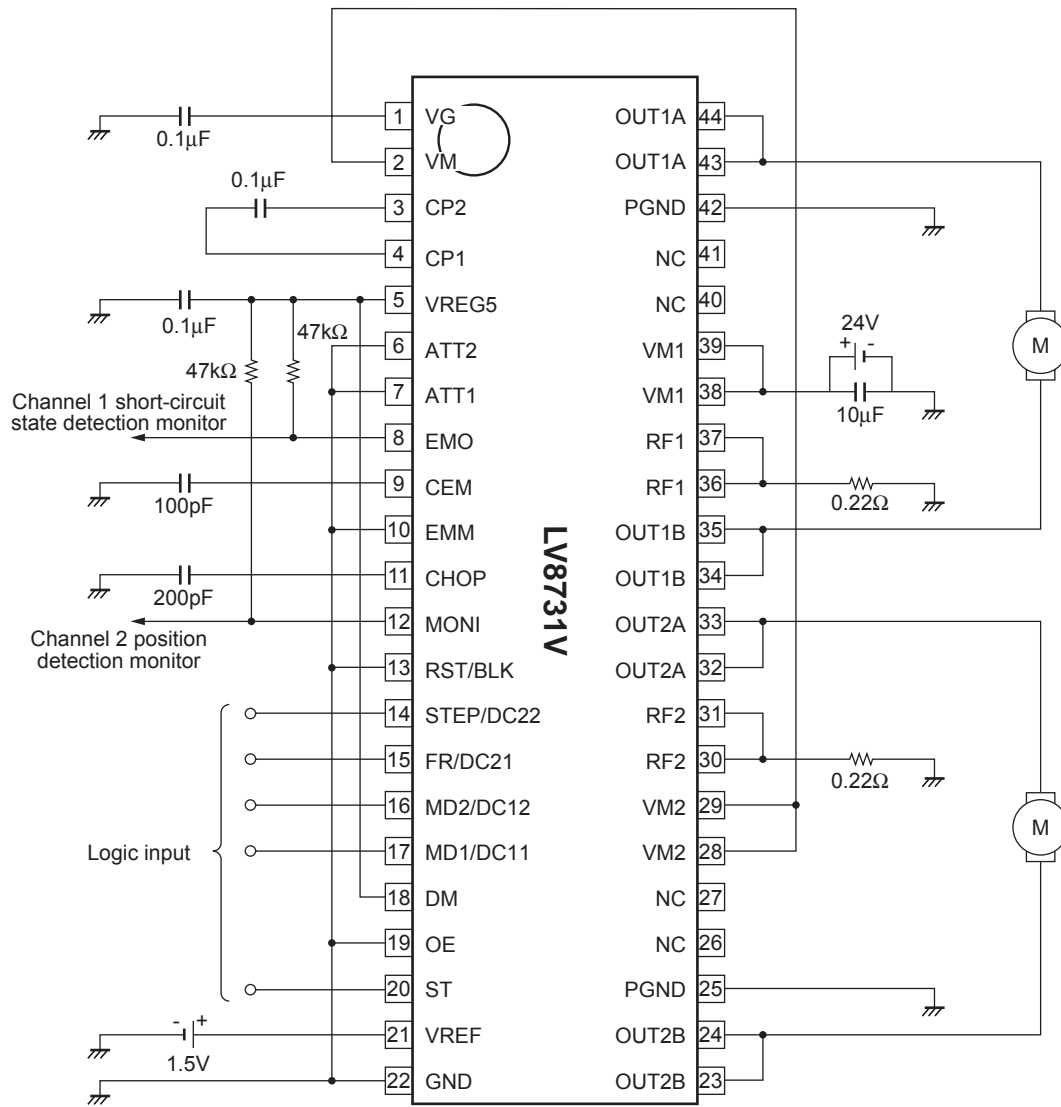 1 VG OUT1A 44
0.1µF
2 VM OUT1A 43
0.1µF
3 CP2 PGND 42
4 CP1 NC 41
5 VREG5 NC 40
0.1µF
47kΩ
24V
+ -
6 ATT2 VM1 39
47kΩ
M
7 ATT1 VM1 38
10µF
Channel 1 short-circuit
state detection monitor
8 EMO RF1 37
9 CEM RF1 36
100pF
0.22Ω
10 EMM OUT1B 35
LV8731V
11 CHOP OUT1B 34
200pF
12 MONI OUT2A 33
Channel 2 position
detection monitor
13 RST/BLK OUT2A 32
14 STEP/DC22 RF2 31
15 FR/DC21 RF2 30
0.22Ω
16 MD2/DC12 VM2 29
M
Logic input
17 MD1/DC11 VM2 28
18 DM NC 27
19 OE NC 26
20 ST PGND 25
- +
21 VREF OUT2B 24
1.5V
22 GND OUT2B 23